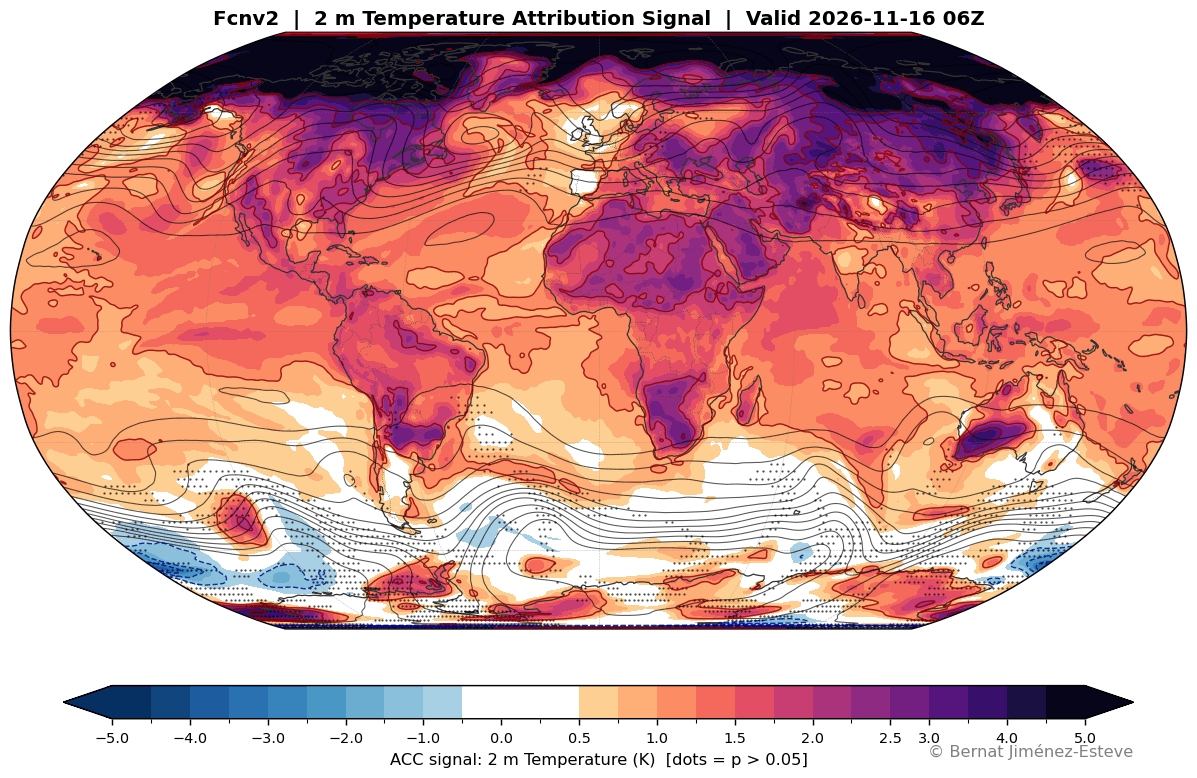 Fcnv2 | 2 m Temperature Attribution Signal | Valid 2026-11-16 06Z
−5.0 −4.0 −3.0 −2.0 −1.0 0.0 0.5 1.0 1.5 2.0 2.5 3.0 4.0 5.0
ACC signal: 2 m Temperature (K) [dots = p > 0.05]
© Bernat Jiménez-Esteve